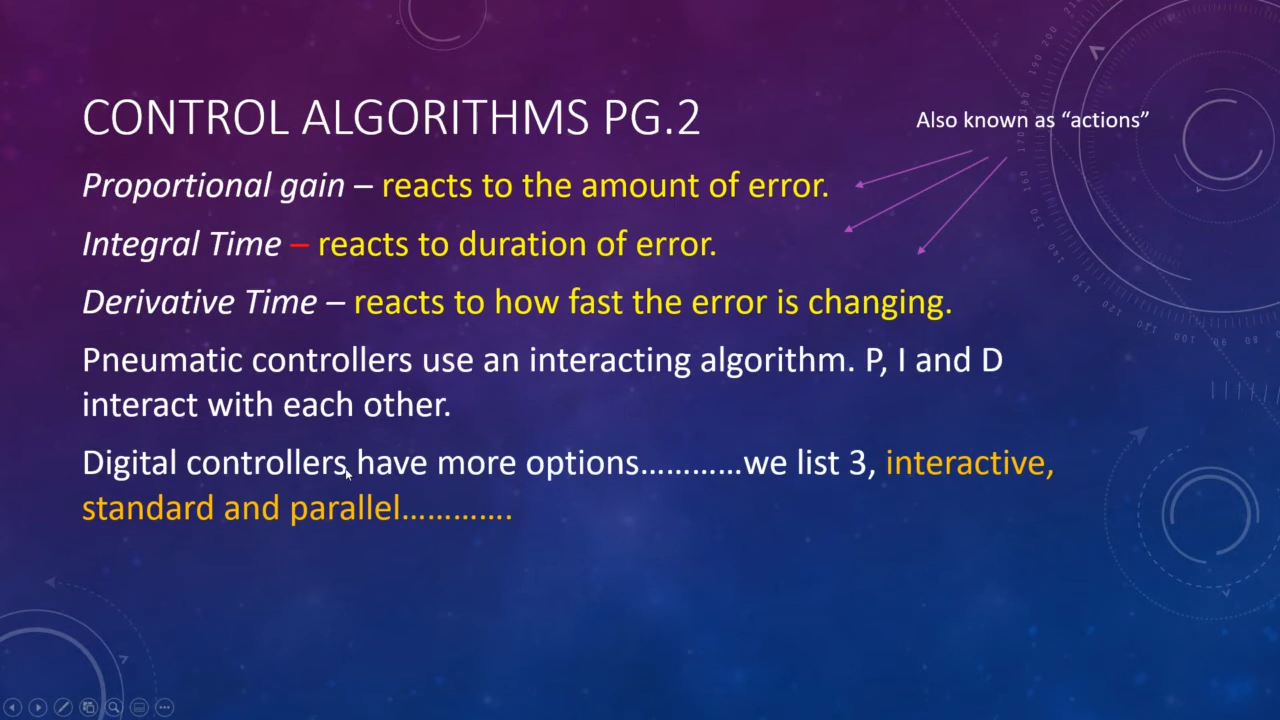 CONTROL ALGORITHMS PG.2
Also known as “actions”
Proportional gain – reacts to the amount of error.
Integral Time – reacts to duration of error.
Derivative Time – reacts to how fast the error is changing.
Pneumatic controllers use an interacting algorithm. P, I and D
interact with each other.
Digital controllers have more options…………we list 3, interactive,
standard and parallel………….